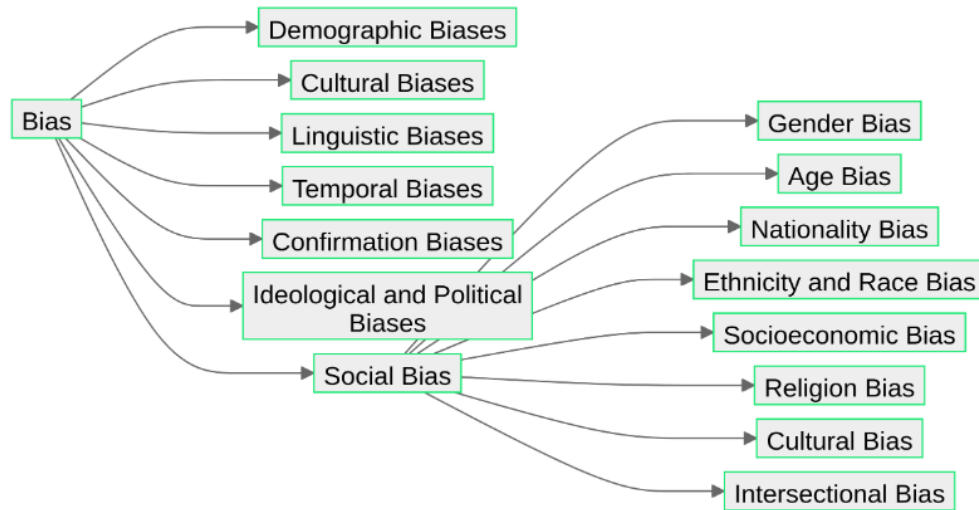 Bias
Demographic Biases
Cultural Biases
Linguistic Biases
Temporal Biases
Confirmation Biases
Ideological and Political
Biases
Social Bias
Gender Bias
Age Bias
Nationality Bias
Ethnicity and Race Bias
Socioeconomic Bias
Religion Bias
Cultural Bias
Intersectional Bias